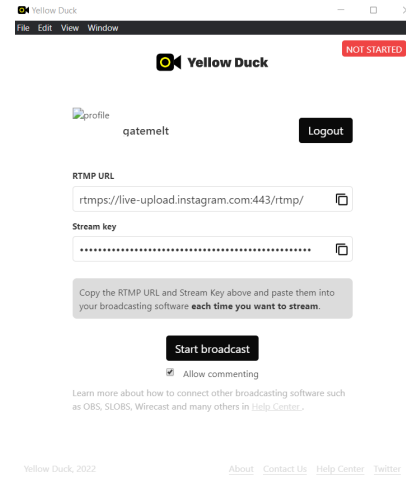 Yellow Duck
File Edit View Window
NOT STARTED
Yellow Duck
profile
qatemelt
Logout
RTMP URL
rtmps://live-upload.instagram.com:443/rtmp/
Stream key
Copy the RTMP URL and Stream Key above and paste them into
your broadcasting software each time you want to stream.
Start broadcast
Allow commenting
Learn more about how to connect other broadcasting software such
as OBS, SLOBS, Wirecast and many others in Help Center .
Yellow Duck, 2022 About Contact Us Help Center Twitter